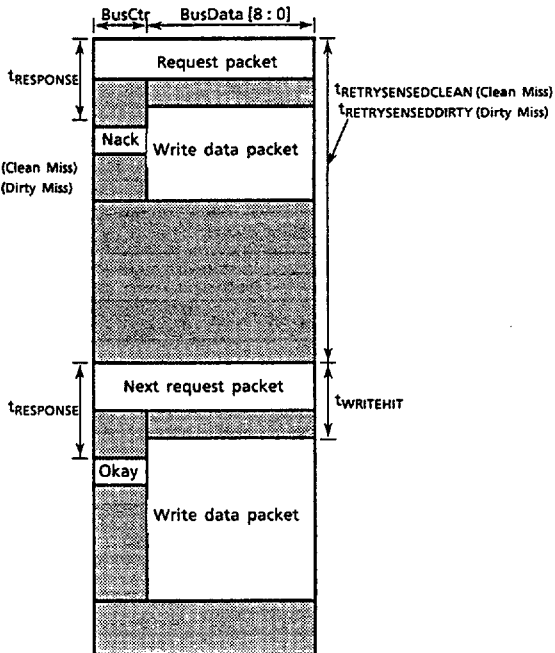 BusCtr BusData [8 : 0]
Request packet
tRESPONSE
tRETRYSENSEDCLEAN (Clean Miss)
tRETRYSENSEDDIRTY (Dirty Miss)
Nack
Write data packet
(Clean Miss)
(Dirty Miss)
Next request packet
tRESPONSE
tWRITEHIT
Okay
Write data packet